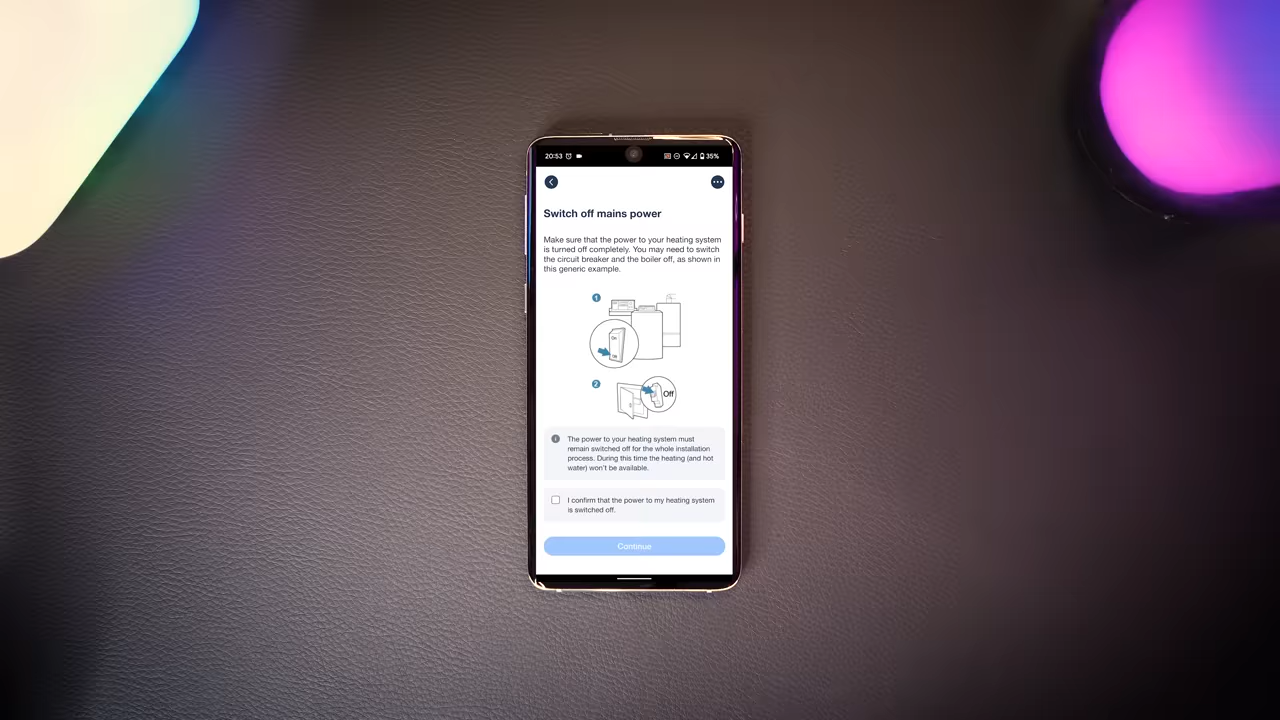 20:53
35%
Switch off mains power
Make sure that the power to your heating system
is turned off completely. You may need to switch
the circuit breaker and the boiler off, as shown in
this generic example.
1
On
Off
2
Off
The power to your heating system must
remain switched off for the whole installation
process. During this time the heating (and hot
water) won't be available.
I confirm that the power to my heating system
is switched off.
Continue